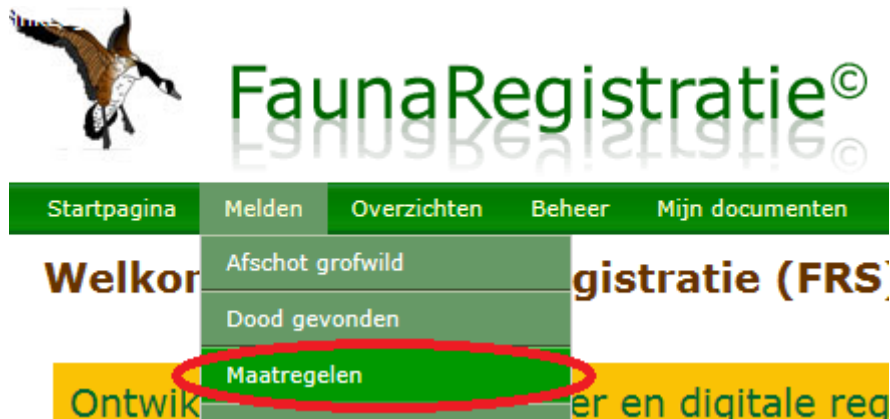 FaunaRegistratie©
Startpagina Melden Overzichten Beheer Mijn documenten
Afschot grofwild
Welkom gistratie (FRS)
Dood gevonden
Maatregelen
Ontwik er en digitale reg